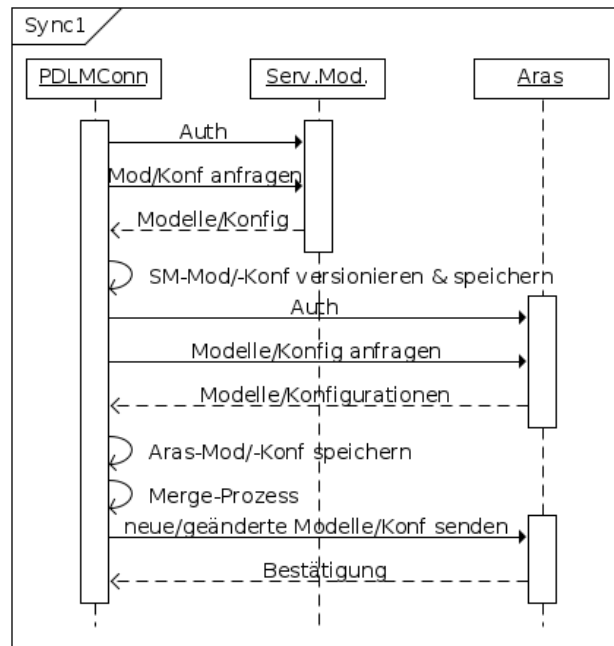 Sync1
PDLMConn
Serv.Mod.
Aras
Auth
Mod/Konf anfragen
Modelle/Konfig
SM-Mod/-Konf versionieren & speichern
Auth
Modelle/Konfig anfragen
Modelle/Konfigurationen
Aras-Mod/-Konf speichern
Merge-Prozess
neue/geänderte Modelle/Konf senden
Bestätigung